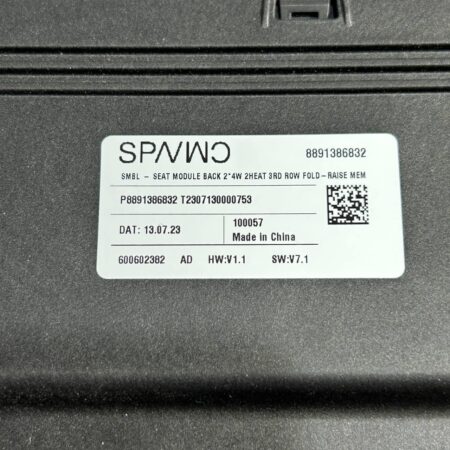 8891386832
SMBL - SEAT MODULE BACK 2*4W 2HEAT 3RD ROW FOLD-RAISE MEM
P8891386832 T2307130000753
DAT: 13.07.23
100057
Made in China
600602382 AD HW:V1.1 SW:V7.1